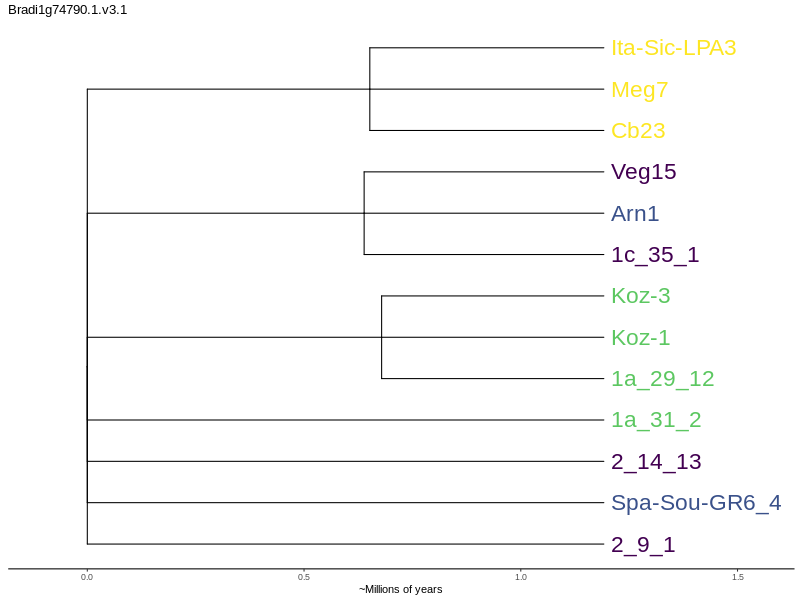 Bradi1g74790.1.v3.1
Ita-Sic-LPA3
Meg7
Cb23
Veg15
Arn1
1c_35_1
Koz-3
Koz-1
1a_29_12
1a_31_2
2_14_13
Spa-Sou-GR6_4
2_9_1
0.0 0.5 1.0 1.5
~Millions of years